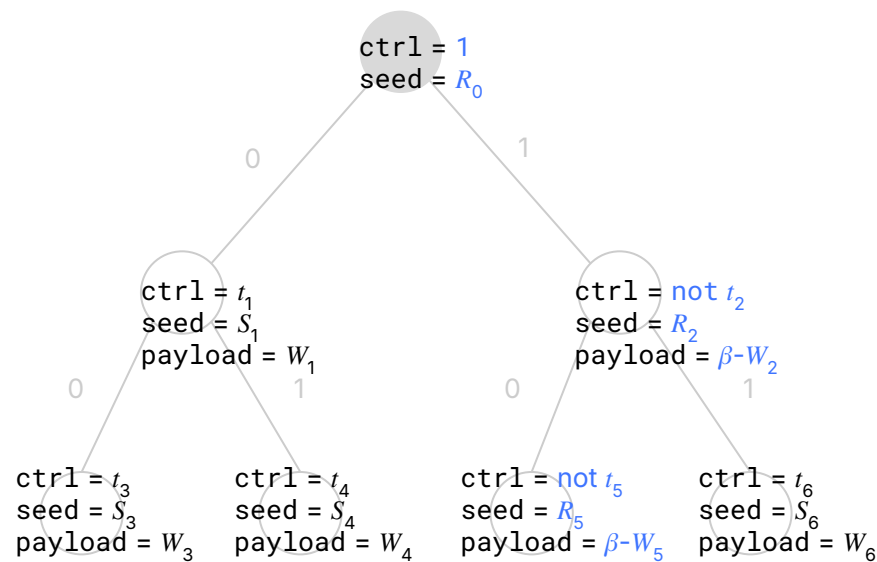 ctrl = 1
seed = R₀
0
1
ctrl = t₁
seed = S₁
payload = W₁
ctrl = not t₂
seed = R₂
payload = β-W₂
0
1
0
1
ctrl = t₃
seed = S₃
payload = W₃
ctrl = t₄
seed = S₄
payload = W₄
ctrl = not t₅
seed = R₅
payload = β-W₅
ctrl = t₆
seed = S₆
payload = W₆